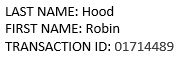 LAST NAME: Hood
FIRST NAME: Robin
TRANSACTION ID: 01714489